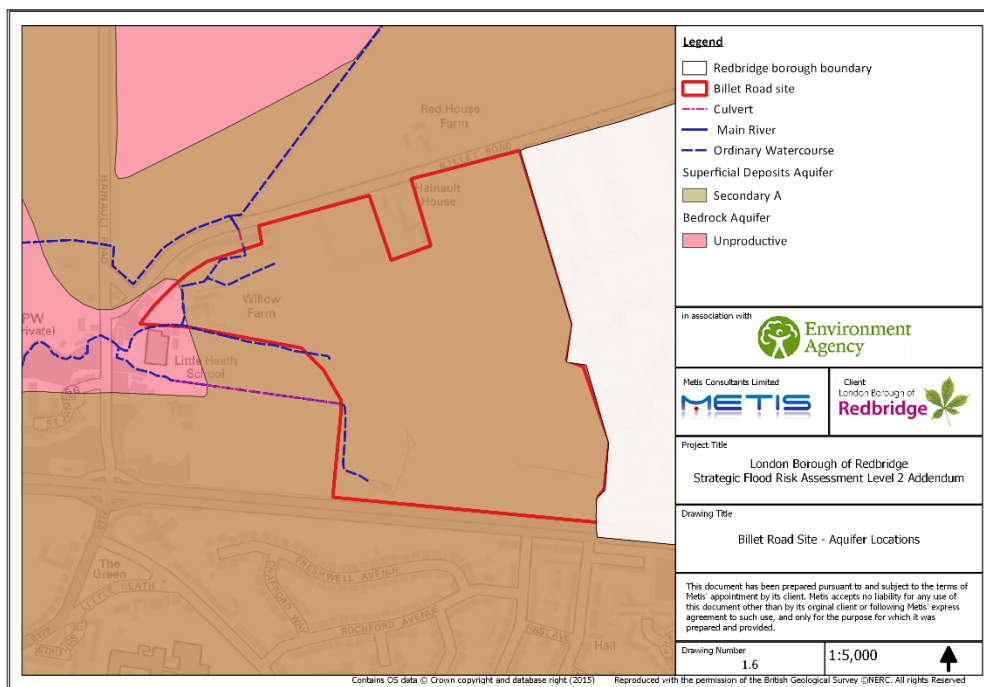 Red House
Farm
BILLET ROAD
Hainault
House
HAINAULT ROAD
Willow
Farm
PW
rivate)
Little Heath
School
The
Green
LITTLE HEATH
B177
B177
FRESHWELL AVENUE
CRAFFORD WAY
ROCHFORD AVENUE
FIRST AVE
Hall
Legend
Redbridge borough boundary
Billet Road site
Culvert
Main River
Ordinary Watercourse
Superficial Deposits Aquifer
Secondary A
Bedrock Aquifer
Unproductive
in association with
Environment
Agency
Metis Consultants Limited
METIS
Client
London Borough of
Redbridge
Project Title
London Borough of Redbridge
Strategic Flood Risk Assessment Level 2 Addendum
Drawing Title
Billet Road Site - Aquifer Locations
This document has been prepared pursuant to and subject to the terms of
Metis' appointment by its client. Metis accepts no liability for any use of
this document other than by its orginal client or following Metis' express
agreement to such use, and only for the purpose for which it was
prepared and provided.
Drawing Number
1.6
1:5,000
Contains OS data © Crown copyright and database right (2015) Reproduced with the permission of the British Geological Survey ©NERC. All rights Reserved